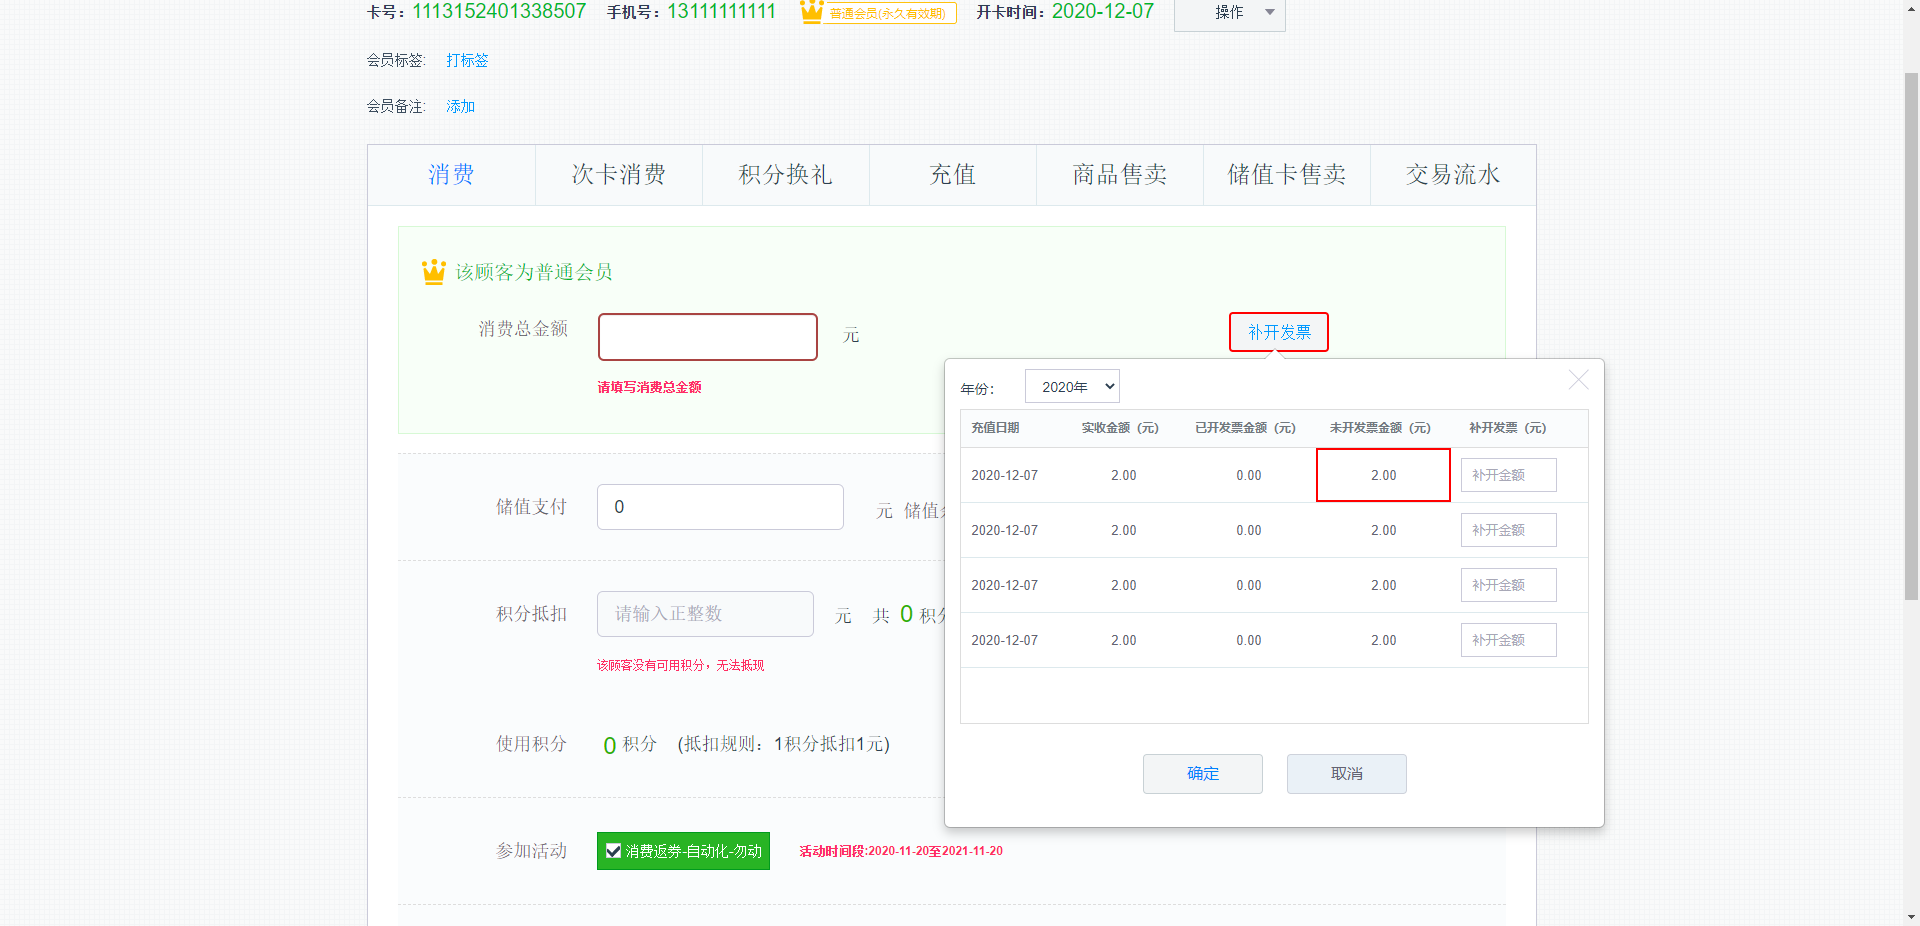 卡号：1113152401338507 手机号：13111111111 普通会员(永久有效期) 开卡时间：2020-12-07 操作
会员标签: 打标签
会员备注: 添加
消费 次卡消费 积分换礼 充值 商品售卖 储值卡售卖 交易流水
该顾客为普通会员
消费总金额 元 补开发票
请填写消费总金额
年份： 2020年
充值日期 实收金额（元） 已开发票金额（元） 未开发票金额（元） 补开发票（元）
2020-12-07 2.00 0.00 2.00 补开金额
2020-12-07 2.00 0.00 2.00 补开金额
2020-12-07 2.00 0.00 2.00 补开金额
2020-12-07 2.00 0.00 2.00 补开金额
确定 取消
储值支付 0 元 储值
积分抵扣 请输入正整数 元 共 0 积分
该顾客没有可用积分，无法抵现
使用积分 0 积分 (抵扣规则：1积分抵扣1元)
参加活动 消费返券-自动化-勿动 活动时间段:2020-11-20至2021-11-20